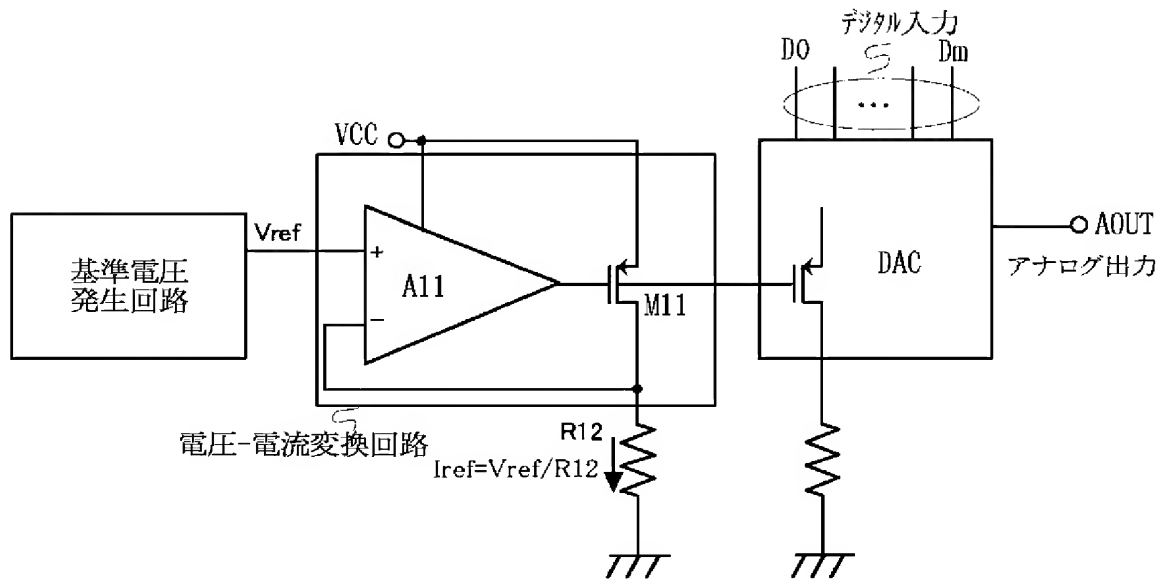 デジタル入力
D0
Dm
...
VCC
Vref
基準電圧
発生回路
+
A11
-
M11
DAC
AOUT
アナログ出力
電圧-電流変換回路
R12
Iref=Vref/R12